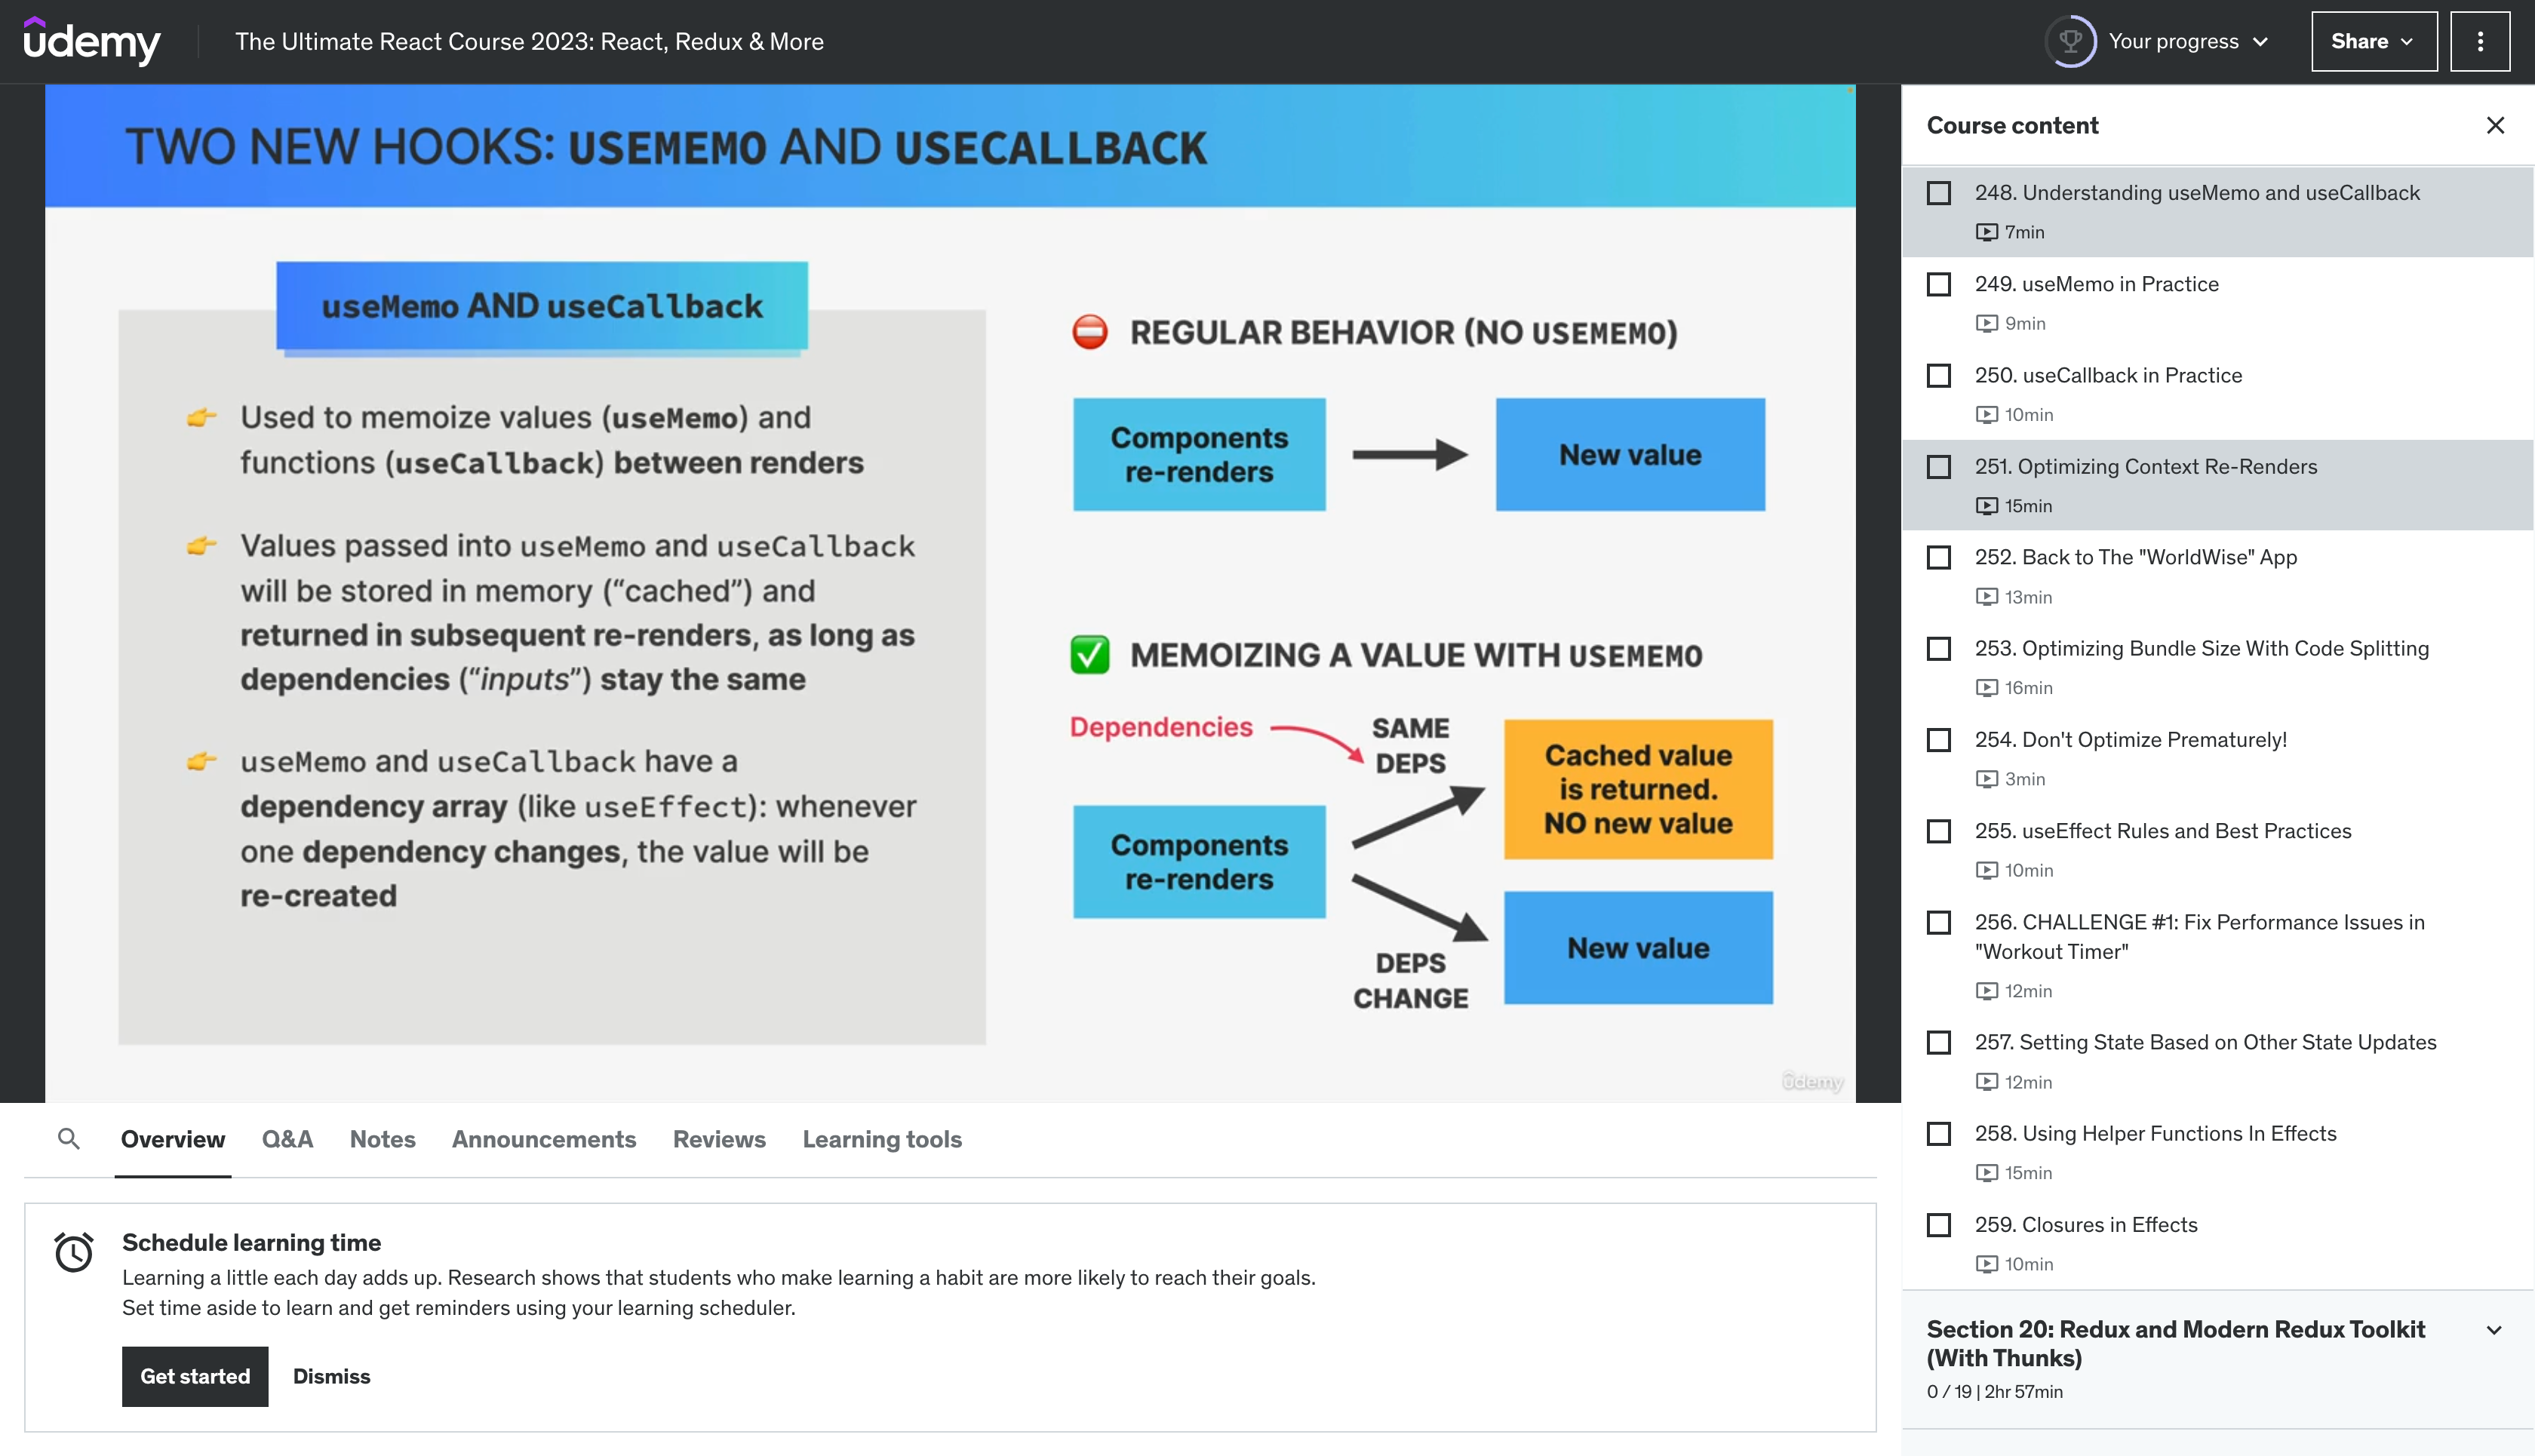 udemy
The Ultimate React Course 2023: React, Redux & More
Your progress
Share
TWO NEW HOOKS: USEMEMO AND USECALLBACK
useMemo AND useCallback
Used to memoize values (useMemo) and
functions (useCallback) between renders
Values passed into useMemo and useCallback
will be stored in memory (“cached”) and
returned in subsequent re-renders, as long as
dependencies (“inputs”) stay the same
useMemo and useCallback have a
dependency array (like useEffect): whenever
one dependency changes, the value will be
re-created
REGULAR BEHAVIOR (NO USEMEMO)
Components
re-renders
New value
MEMOIZING A VALUE WITH USEMEMO
Dependencies
SAME
DEPS
Components
re-renders
Cached value
is returned.
NO new value
DEPS
CHANGE
New value
udemy
Overview
Q&A
Notes
Announcements
Reviews
Learning tools
Schedule learning time
Learning a little each day adds up. Research shows that students who make learning a habit are more likely to reach their goals.
Set time aside to learn and get reminders using your learning scheduler.
Get started
Dismiss
Course content
248. Understanding useMemo and useCallback
7min
249. useMemo in Practice
9min
250. useCallback in Practice
10min
251. Optimizing Context Re-Renders
15min
252. Back to The "WorldWise" App
13min
253. Optimizing Bundle Size With Code Splitting
16min
254. Don't Optimize Prematurely!
3min
255. useEffect Rules and Best Practices
10min
256. CHALLENGE #1: Fix Performance Issues in
"Workout Timer"
12min
257. Setting State Based on Other State Updates
12min
258. Using Helper Functions In Effects
15min
259. Closures in Effects
10min
Section 20: Redux and Modern Redux Toolkit
(With Thunks)
0 / 19 | 2hr 57min